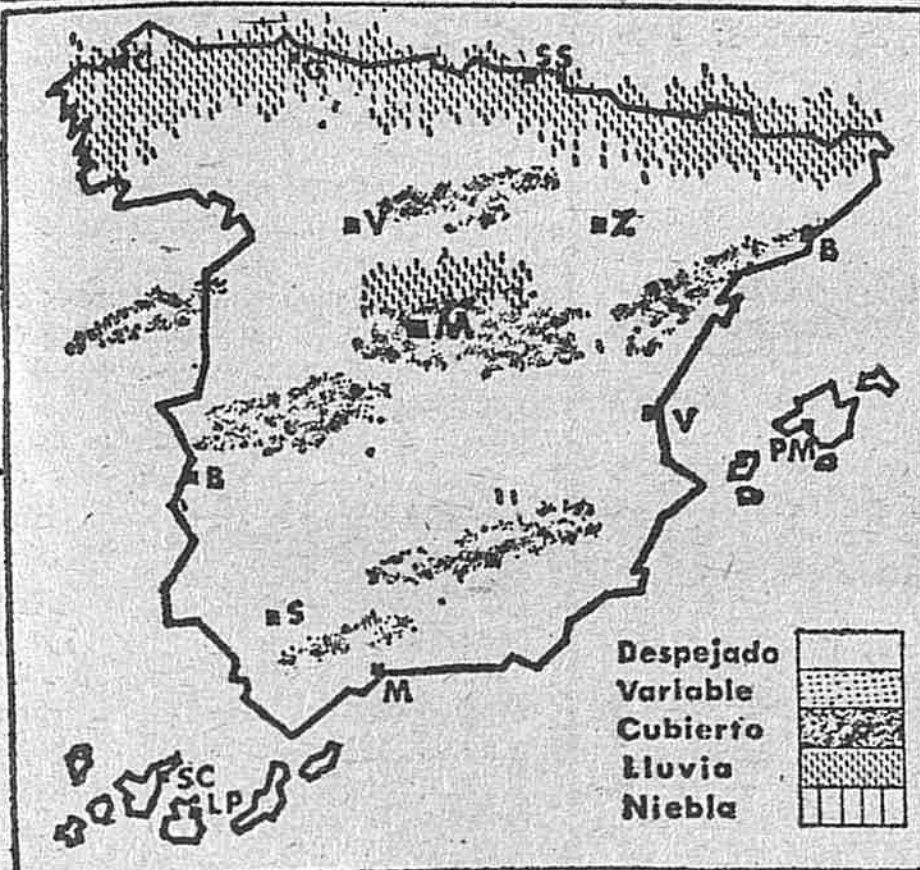 C
G
SS
V
Z
B
M
V
PM
B
S
M
SC
LP
Despejado
Variable
Cubierto
Lluvia
Niebla